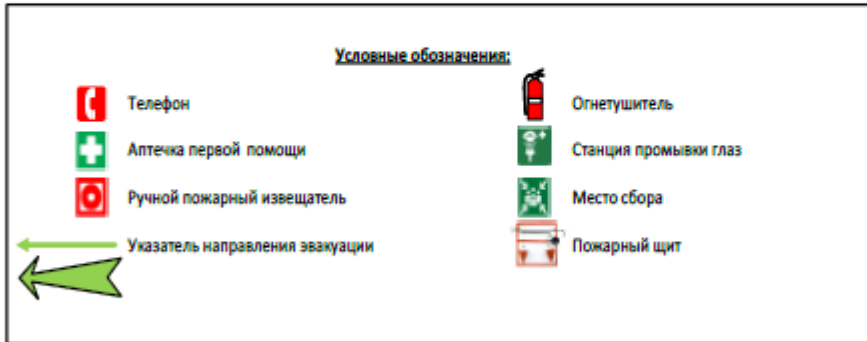 Условные обозначения:
Телефон
Огнетушитель
Аптечка первой помощи
Станция промывки глаз
Ручной пожарный извещатель
Место сбора
Указатель направления эвакуации
Пожарный щит